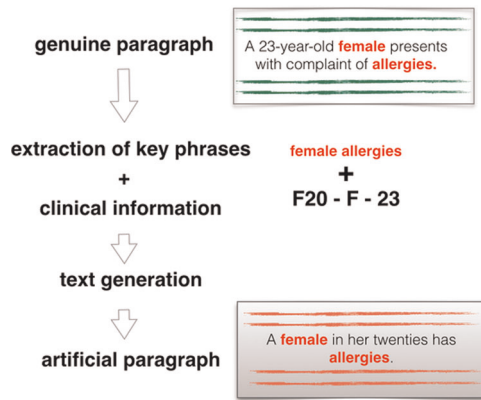 genuine paragraph
A 23-year-old female presents
with complaint of allergies.
extraction of key phrases
+
clinical information
female allergies
+
F20 - F - 23
text generation
artificial paragraph
A female in her twenties has
allergies.